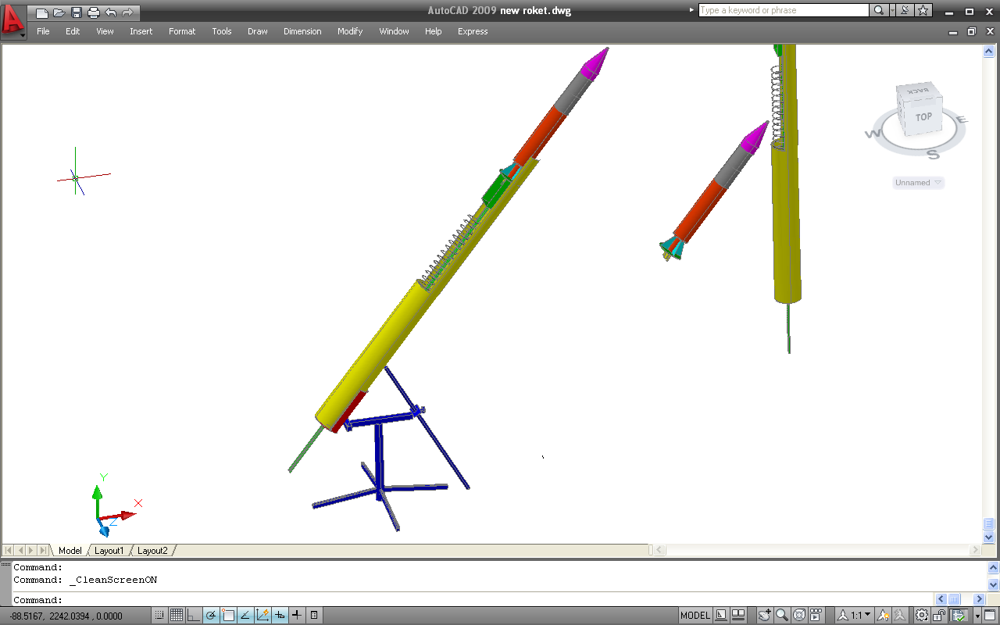 AutoCAD 2009 new roket.dwg
Type a keyword or phrase
File Edit View Insert Format Tools Draw Dimension Modify Window Help Express
BACK
TOP
W
E
S
Unnamed
Y
X
Z
Model Layout1 Layout2
Command:
Command: _CleanScreenON
Command:
-88.5167, 2242.0394, 0.0000
MODEL
1:1